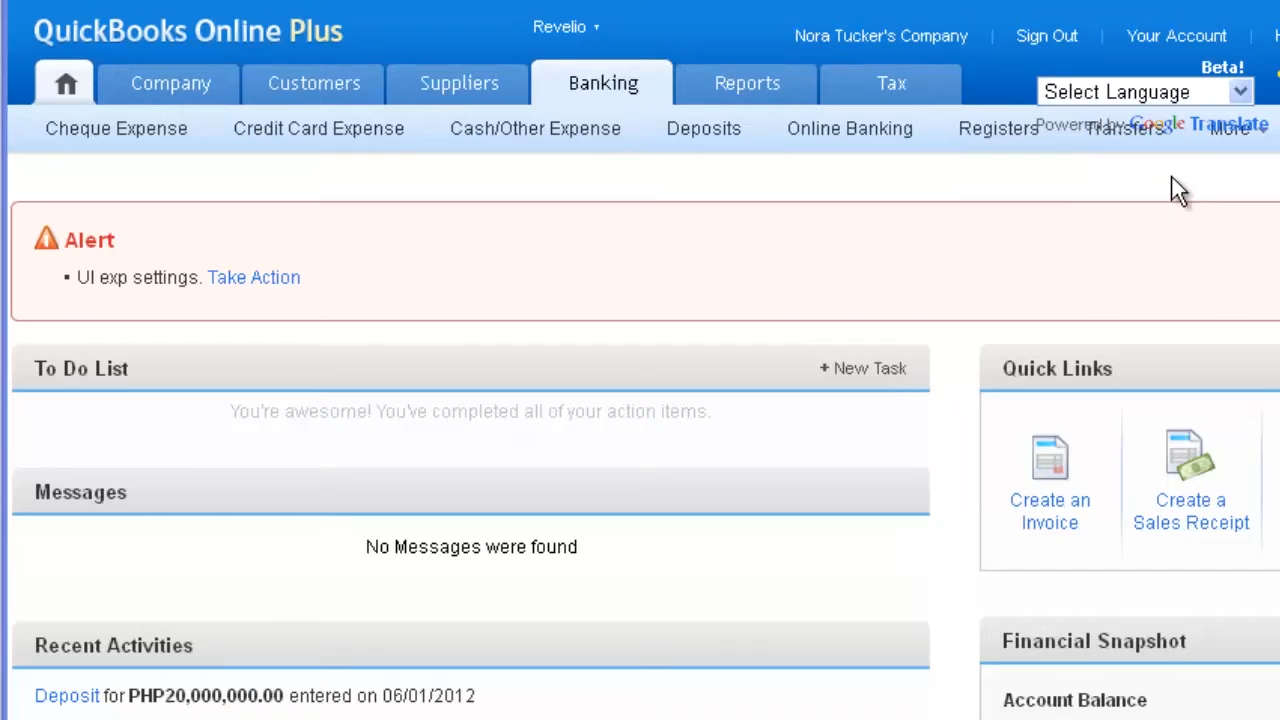 QuickBooks Online Plus
Revelio
Nora Tucker's Company
Sign Out
Your Account
Beta!
Company
Customers
Suppliers
Banking
Reports
Tax
Select Language
Cheque Expense
Credit Card Expense
Cash/Other Expense
Deposits
Online Banking
Registers
Transfers
More
Powered by Google Translate
Alert
▪ UI exp settings. Take Action
To Do List
+ New Task
You're awesome! You've completed all of your action items.
Messages
No Messages were found
Recent Activities
Deposit for PHP20,000,000.00 entered on 06/01/2012
Quick Links
Create an
Invoice
Create a
Sales Receipt
Financial Snapshot
Account Balance